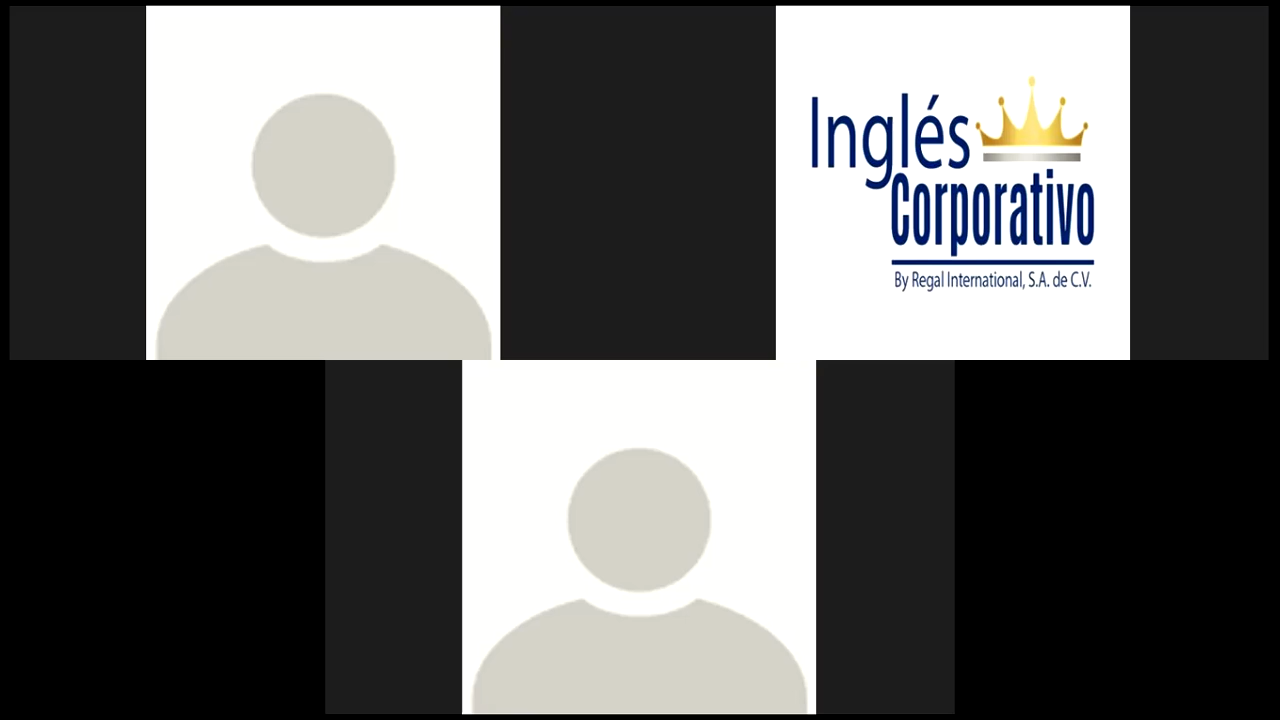 Inglés
Corporativo
By Regal International, S.A. de C.V.